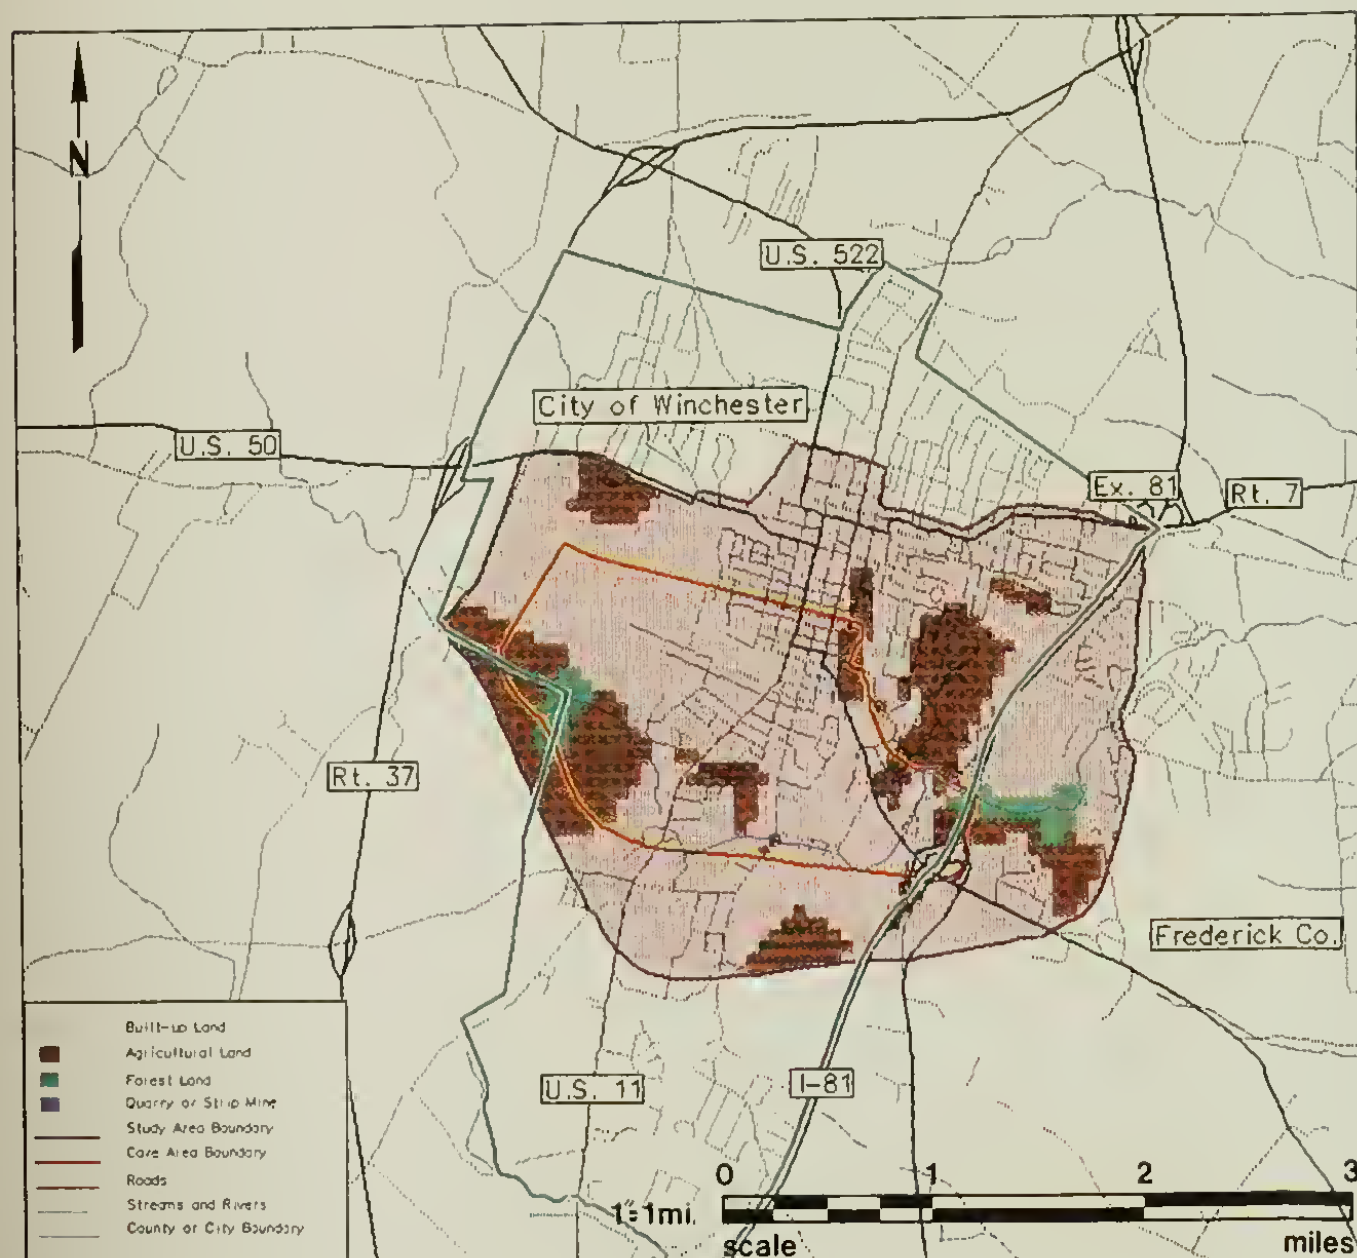 N
U.S. 522
City of Winchester
U.S. 50
Ex. 81
Rt. 7
Rt. 37
Frederick Co.
U.S. 11
I-81
Built-up Land
Agricultural Land
Forest Land
Quarry or Strip Mine
Study Area Boundary
Core Area Boundary
Roads
Streams and Rivers
County or City Boundary
0 1 2 3
1"=1mi.
scale miles